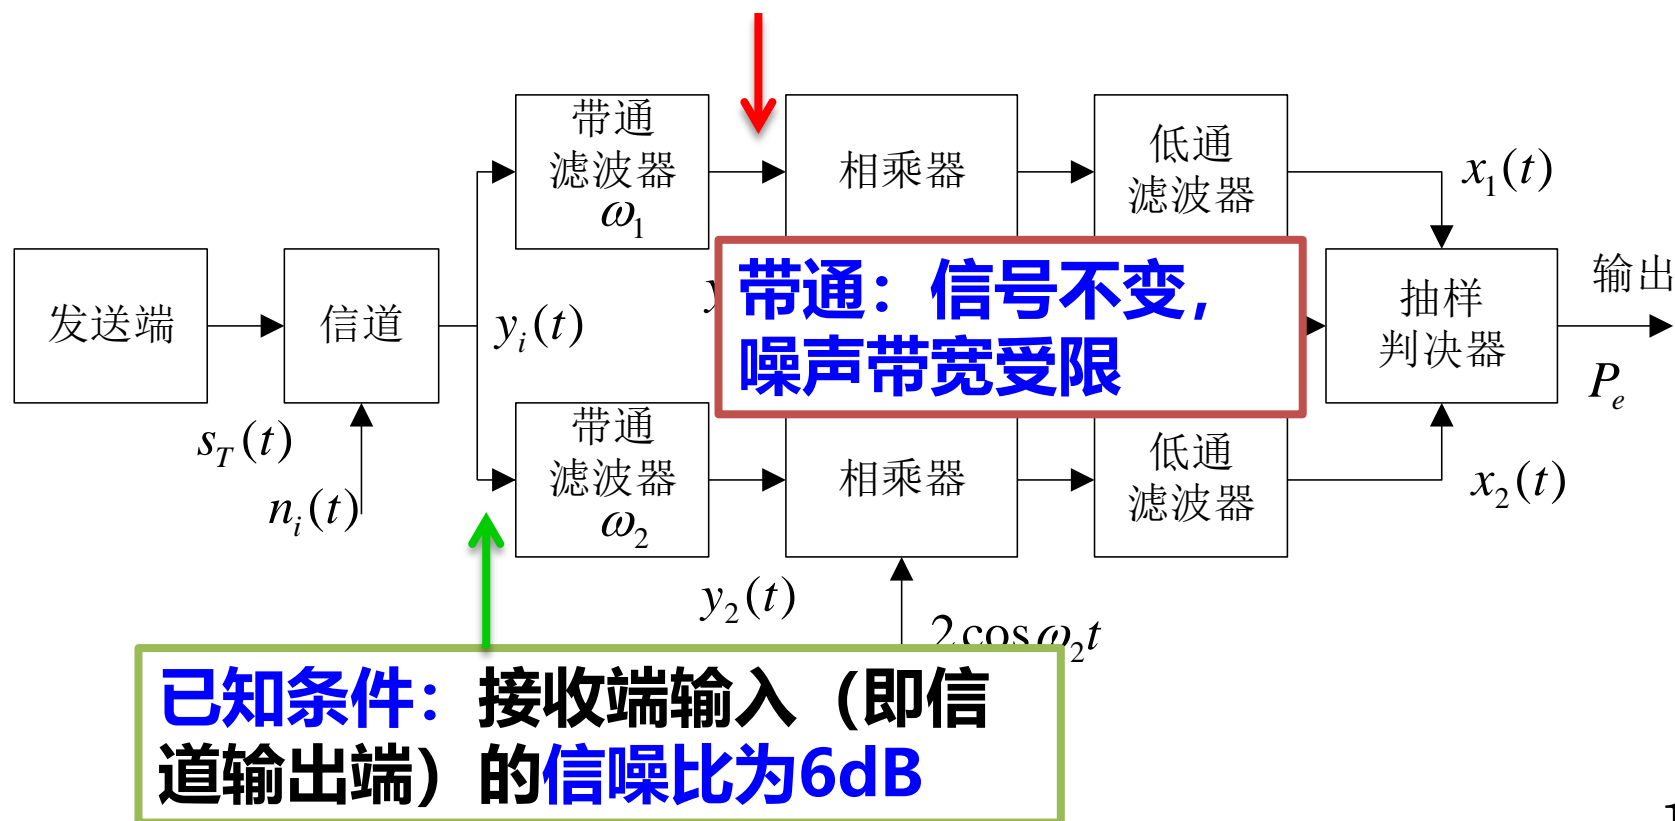 带通
滤波器
ω₁
相乘器
低通
滤波器
x₁(t)
发送端
信道
yᵢ(t)
带通：信号不变，
噪声带宽受限
抽样
判决器
输出
Pₑ
s_T(t)
nᵢ(t)
带通
滤波器
ω₂
相乘器
低通
滤波器
x₂(t)
y₂(t)
2cosω₂t
已知条件：接收端输入（即信
道输出端）的信噪比为6dB